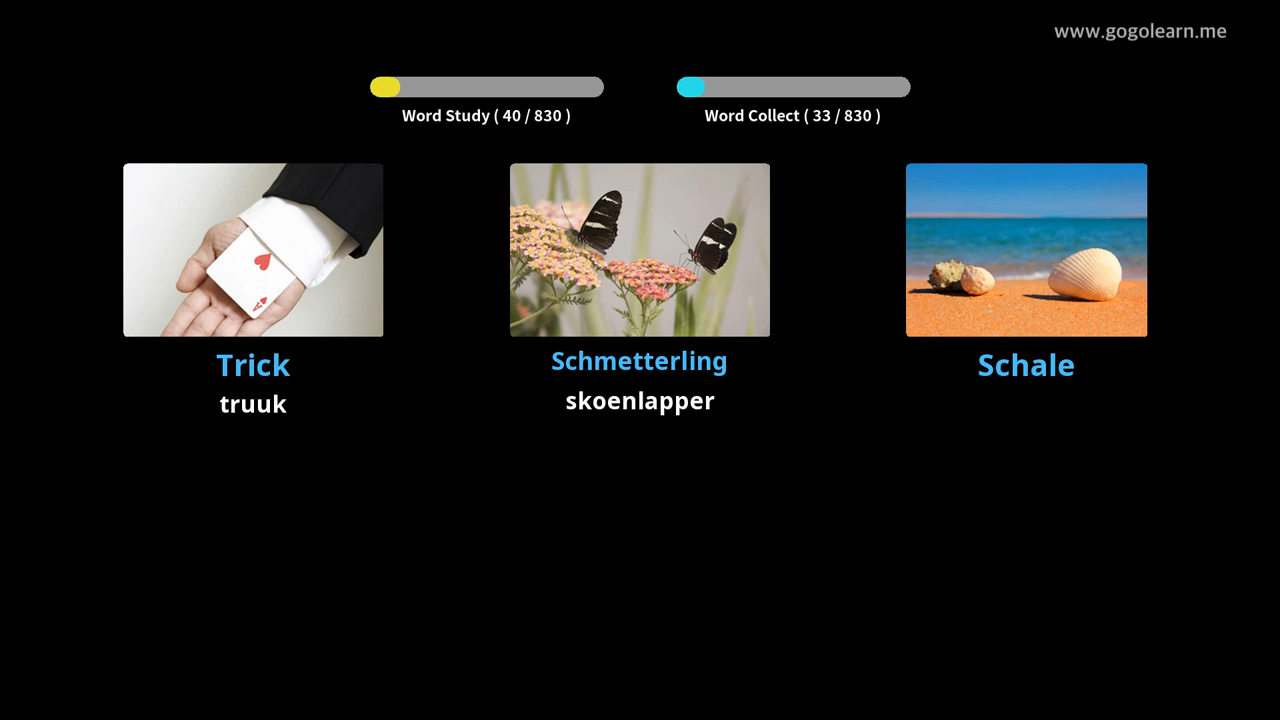 www.gogolearn.me
Word Study ( 40 / 830 )
Word Collect ( 33 / 830 )
Trick
truuk
Schmetterling
skoenlapper
Schale